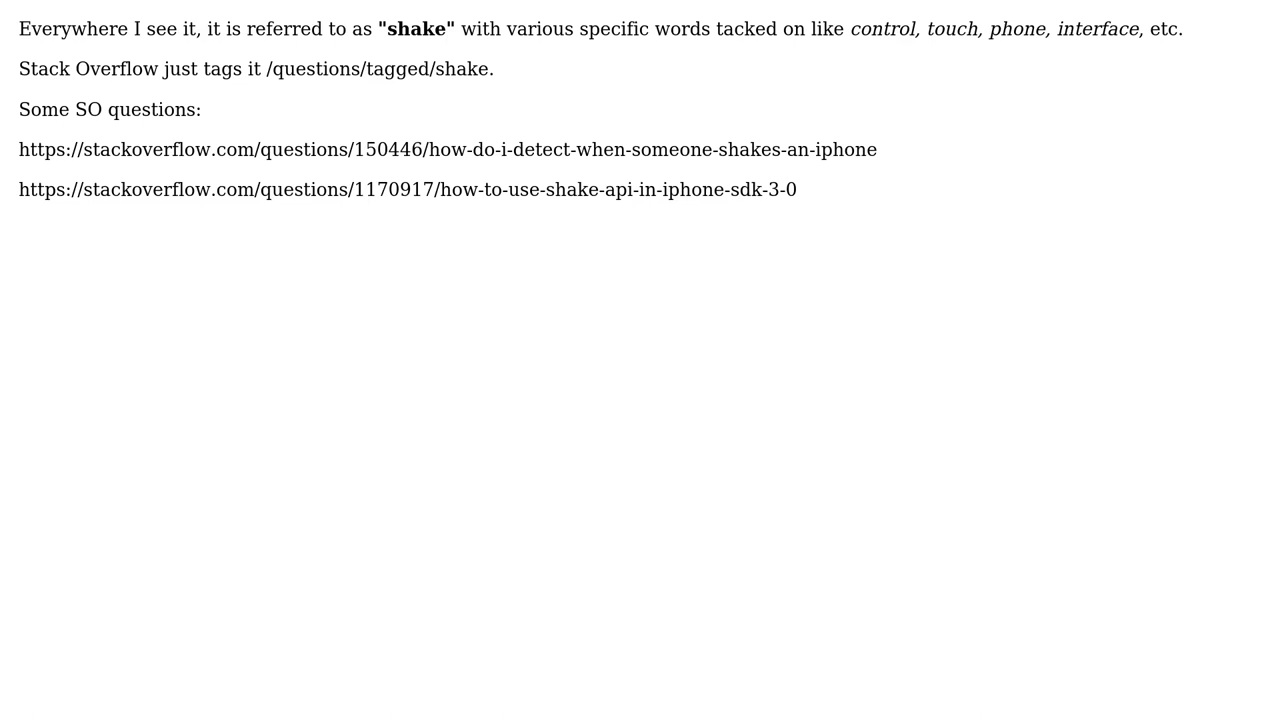 Everywhere I see it, it is referred to as "shake" with various specific words tacked on like control, touch, phone, interface, etc.
Stack Overflow just tags it /questions/tagged/shake.
Some SO questions:
https://stackoverflow.com/questions/150446/how-do-i-detect-when-someone-shakes-an-iphone
https://stackoverflow.com/questions/1170917/how-to-use-shake-api-in-iphone-sdk-3-0